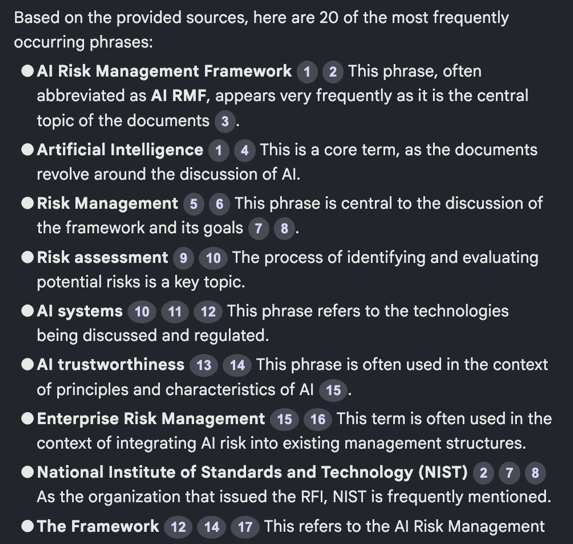 Based on the provided sources, here are 20 of the most frequently
occurring phrases:
● AI Risk Management Framework 1 2 This phrase, often
abbreviated as AI RMF, appears very frequently as it is the central
topic of the documents 3.
● Artificial Intelligence 1 4 This is a core term, as the documents
revolve around the discussion of AI.
● Risk Management 5 6 This phrase is central to the discussion of
the framework and its goals 7 8.
● Risk assessment 9 10 The process of identifying and evaluating
potential risks is a key topic.
● AI systems 10 11 12 This phrase refers to the technologies
being discussed and regulated.
● AI trustworthiness 13 14 This phrase is often used in the context
of principles and characteristics of AI 15.
● Enterprise Risk Management 15 16 This term is often used in the
context of integrating AI risk into existing management structures.
● National Institute of Standards and Technology (NIST) 2 7 8
As the organization that issued the RFI, NIST is frequently mentioned.
● The Framework 12 14 17 This refers to the AI Risk Management